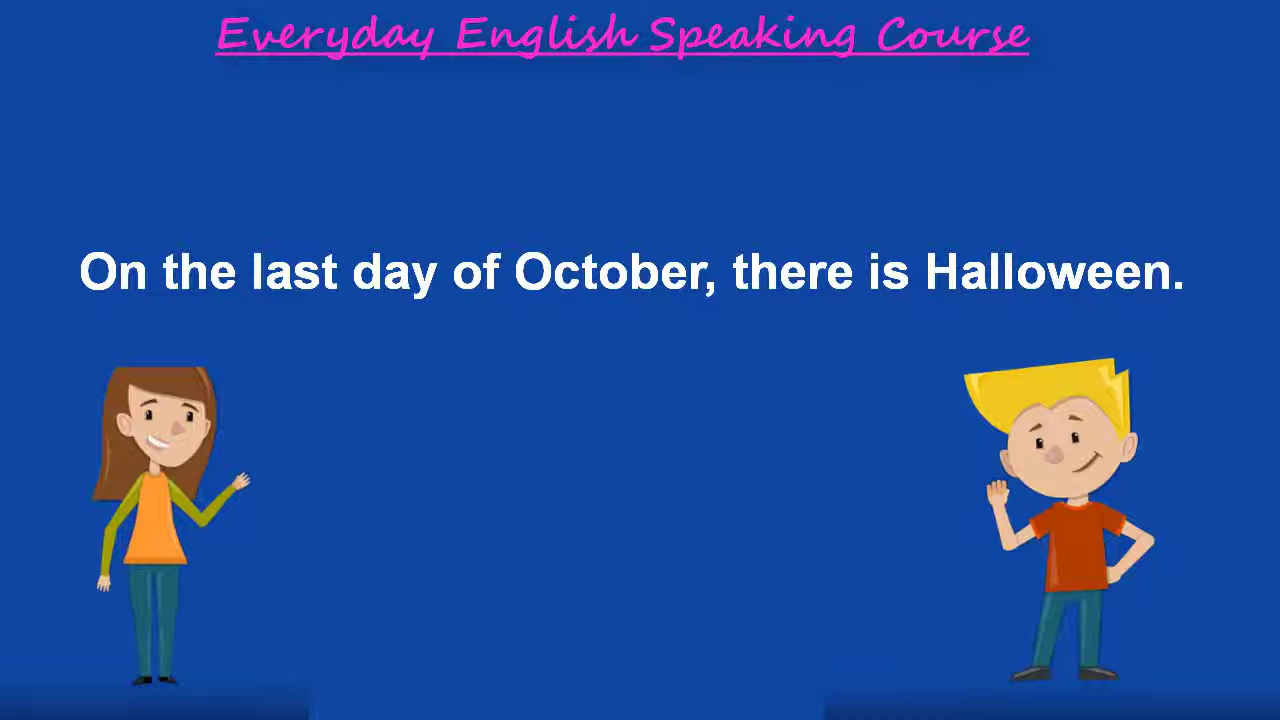 Everyday English Speaking Course
On the last day of October, there is Halloween.